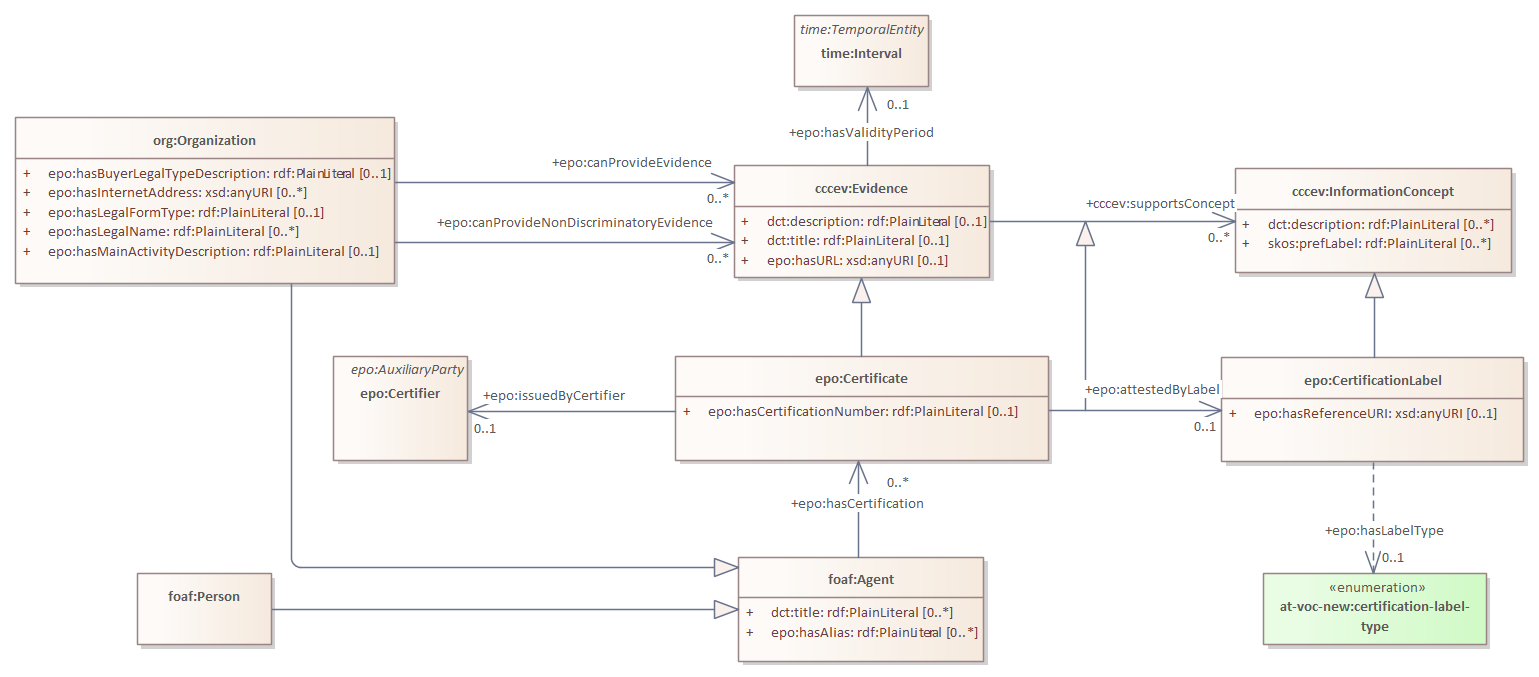 time:TemporalEntity
time:Interval
0..1
+epo:hasValidityPeriod
org:Organization
+ epo:hasBuyerLegalTypeDescription: rdf:PlainLiteral [0..1]
+ epo:hasInternetAddress: xsd:anyURI [0..*]
+ epo:hasLegalFormType: rdf:PlainLiteral [0..1]
+ epo:hasLegalName: rdf:PlainLiteral [0..*]
+ epo:hasMainActivityDescription: rdf:PlainLiteral [0..1]
+epo:canProvideEvidence
0..*
+epo:canProvideNonDiscriminatoryEvidence
0..*
cccev:Evidence
+ dct:description: rdf:PlainLiteral [0..1]
+ dct:title: rdf:PlainLiteral [0..1]
+ epo:hasURL: xsd:anyURI [0..1]
+cccev:supportsConcept
0..*
cccev:InformationConcept
+ dct:description: rdf:PlainLiteral [0..*]
+ skos:prefLabel: rdf:PlainLiteral [0..*]
epo:AuxiliaryParty
epo:Certifier
+epo:issuedByCertifier
0..1
epo:Certificate
+ epo:hasCertificationNumber: rdf:PlainLiteral [0..1]
+epo:attestedByLabel
0..1
epo:CertificationLabel
+ epo:hasReferenceURI: xsd:anyURI [0..1]
0..*
+epo:hasCertification
+epo:hasLabelType
0..1
foaf:Person
foaf:Agent
+ dct:title: rdf:PlainLiteral [0..*]
+ epo:hasAlias: rdf:PlainLiteral [0..*]
«enumeration»
at-voc-new:certification-label-
type